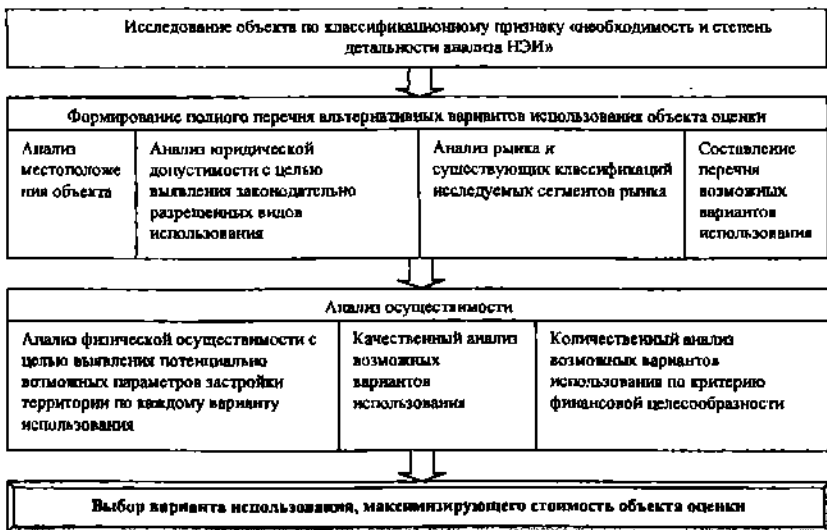 Исследование объекта по классификационному признаку «необходимость и степень
детальности анализа НЭИ»
Формирование полного перечня альтернативных вариантов использования объекта оценки
Анализ
местоположе
ния объекта
Анализ юридической
допустимости с целью
выявления законодательно
разрешенных видов
использования
Анализ рынка и
существующих классификаций
исследуемых сегментов рынка
Составление
перечня
возможных
вариантов
использования
Анализ осуществимости
Анализ физической осуществимости с
целью выявления потенциально
возможных параметров застройки
территории по каждому варианту
использования
Качественный анализ
возможных
вариантов
использования
Количественный анализ
возможных вариантов
использования по критерию
финансовой целесообразности
Выбор варианта использования, максимизирующего стоимость объекта оценки